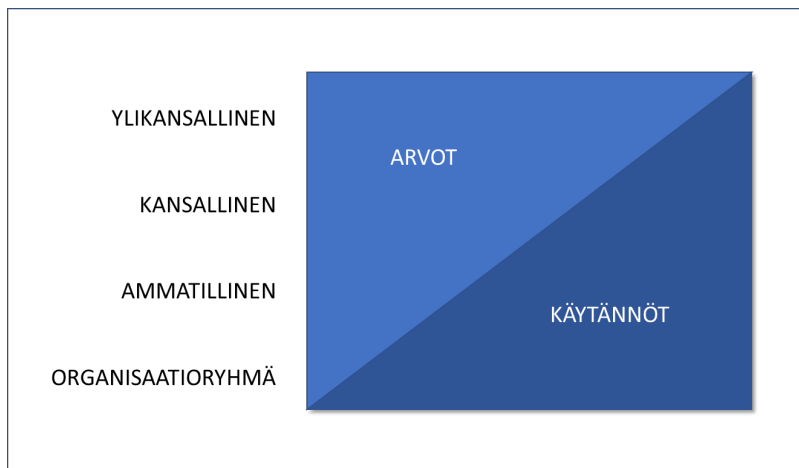 YLIKANSALLINEN
ARVOT
KANSALLINEN
AMMATILLINEN
KÄYTÄNNÖT
ORGANISAATIORYHMÄ